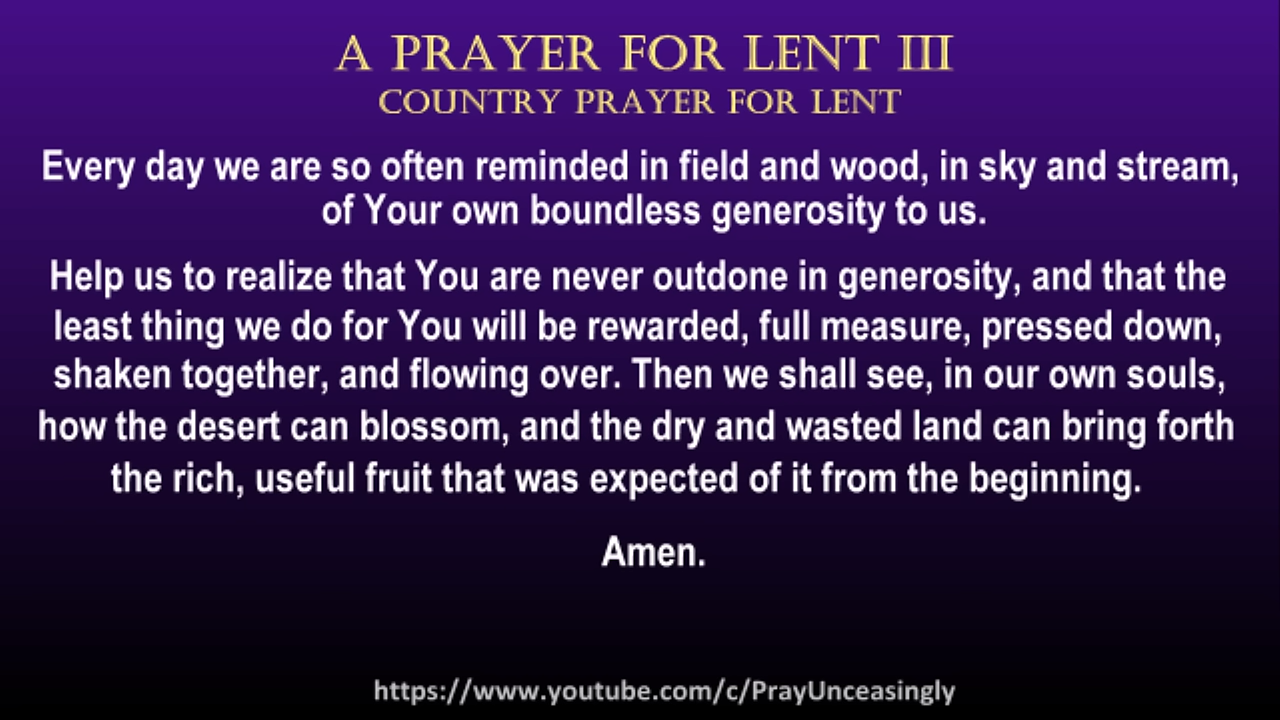 A PRAYER FOR LENT III
COUNTRY PRAYER FOR LENT
Every day we are so often reminded in field and wood, in sky and stream,
of Your own boundless generosity to us.
Help us to realize that You are never outdone in generosity, and that the
least thing we do for You will be rewarded, full measure, pressed down,
shaken together, and flowing over. Then we shall see, in our own souls,
how the desert can blossom, and the dry and wasted land can bring forth
the rich, useful fruit that was expected of it from the beginning.
Amen.
https://www.youtube.com/c/PrayUnceasingly